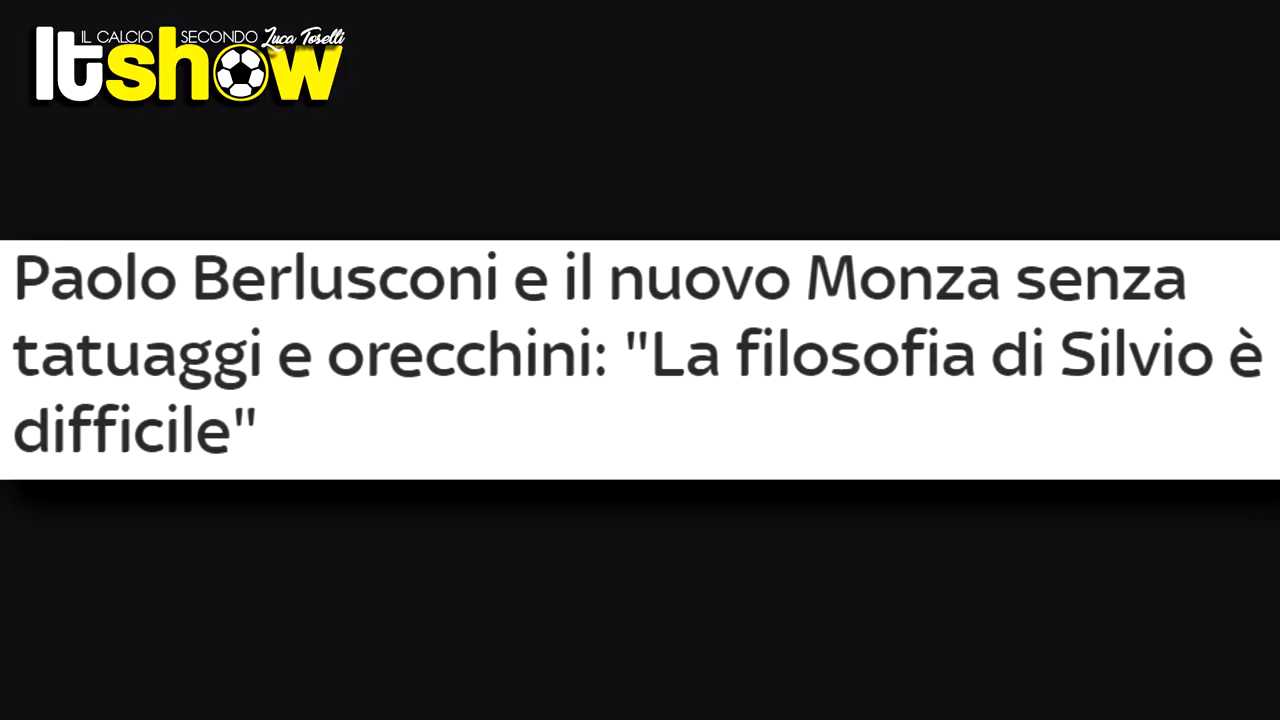 IL CALCIO SECONDO Luca Toselli
ltshow
Paolo Berlusconi e il nuovo Monza senza
tatuaggi e orecchini: "La filosofia di Silvio è
difficile"